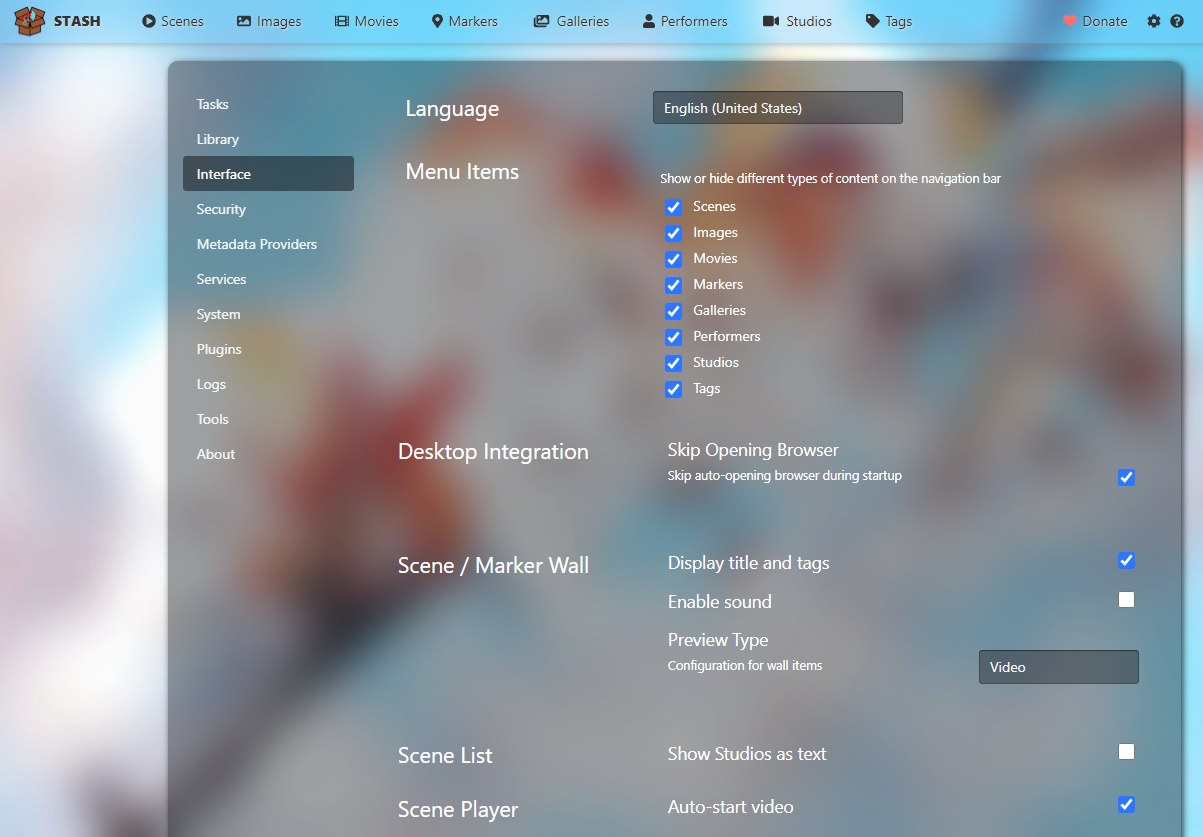 STASH Scenes Images Movies Markers Galleries Performers Studios Tags Donate
Tasks
Library
Interface
Security
Metadata Providers
Services
System
Plugins
Logs
Tools
About
Language
English (United States)
Menu Items
Show or hide different types of content on the navigation bar
Scenes
Images
Movies
Markers
Galleries
Performers
Studios
Tags
Desktop Integration
Skip Opening Browser
Skip auto-opening browser during startup
Scene / Marker Wall
Display title and tags
Enable sound
Preview Type
Configuration for wall items
Video
Scene List
Show Studios as text
Scene Player
Auto-start video